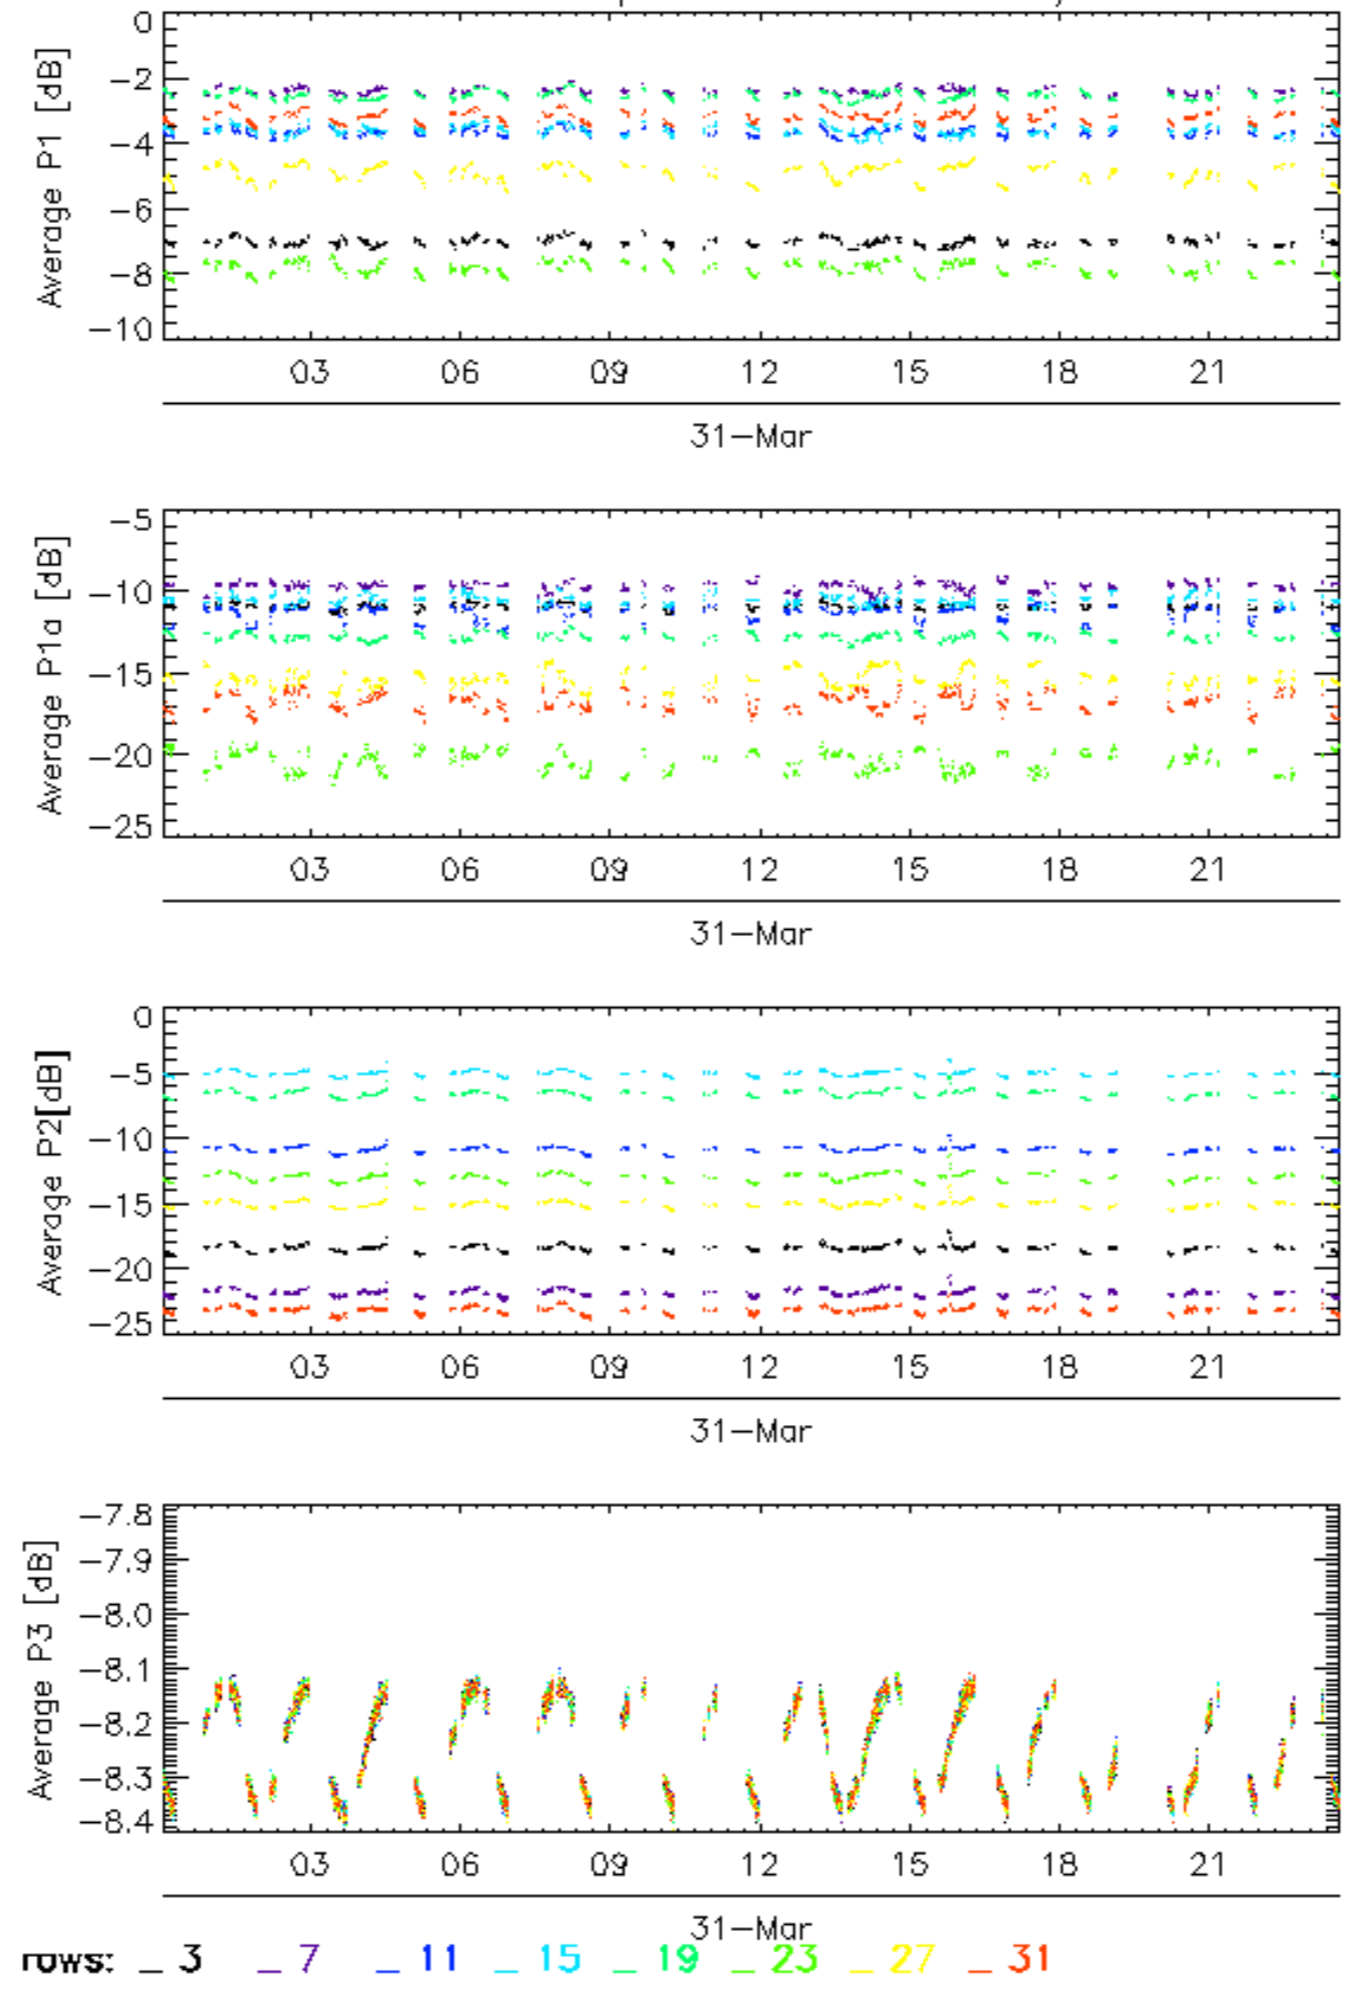 0
Average P1 [dB]
−2
−4
−6
−8
−10
03 06 09 12 15 18 21
31−Mar
−5
Average P1a [dB]
−10
−15
−20
−25
03 06 09 12 15 18 21
31−Mar
0
Average P2[dB]
−5
−10
−15
−20
−25
03 06 09 12 15 18 21
31−Mar
−7.8
Average P3 [dB]
−7.9
−8.0
−8.1
−8.2
−8.3
−8.4
03 06 09 12 15 18 21
31−Mar
rows: _ 3 _ 7 _ 11 _ 15 _ 19 _ 23 _ 27 _ 31